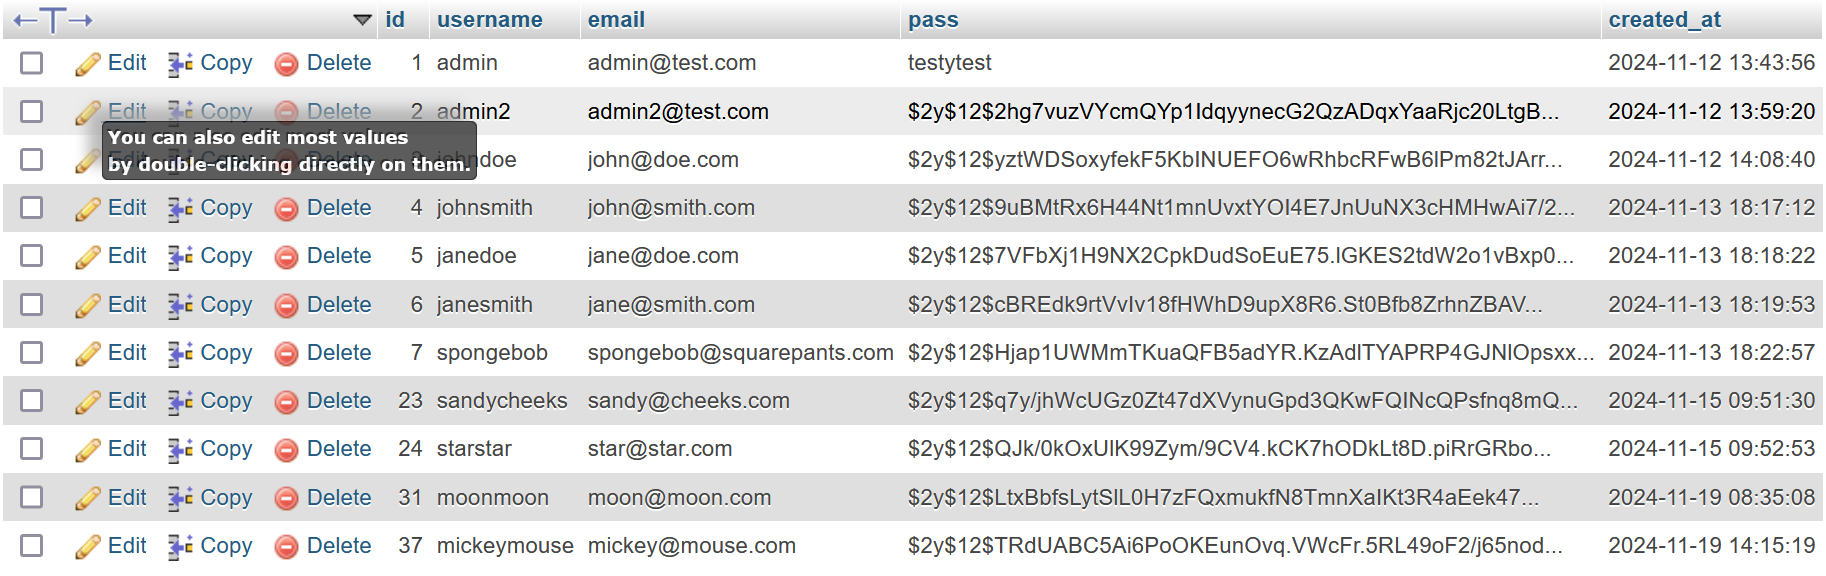 id username email pass created_at
Edit Copy Delete 1 admin admin@test.com testytest 2024-11-12 13:43:56
Edit Copy Delete 2 admin2 admin2@test.com $2y$12$2hg7vuzVYcmQYp1IdqyynecG2QzADqxYaaRjc20LtgB... 2024-11-12 13:59:20
You can also edit most values
by double-clicking directly on them.
johndoe john@doe.com $2y$12$yztWDSoxyfekF5KbINUEFO6wRhbcRFwB6lPm82tJArr... 2024-11-12 14:08:40
Edit Copy Delete 4 johnsmith john@smith.com $2y$12$9uBMtRx6H44Nt1mnUvxtYOI4E7JnUuNX3cHMHwAi7/2... 2024-11-13 18:17:12
Edit Copy Delete 5 janedoe jane@doe.com $2y$12$7VFbXj1H9NX2CpkDudSoEuE75.lGKES2tdW2o1vBxp0... 2024-11-13 18:18:22
Edit Copy Delete 6 janesmith jane@smith.com $2y$12$cBREdk9rtVvIv18fHWhD9upX8R6.St0Bfb8ZrhnZBAV... 2024-11-13 18:19:53
Edit Copy Delete 7 spongebob spongebob@squarepants.com $2y$12$Hjap1UWMmTKuaQFB5adYR.KzAdlTYAPRP4GJNlOpsxx... 2024-11-13 18:22:57
Edit Copy Delete 23 sandycheeks sandy@cheeks.com $2y$12$q7y/jhWcUGz0Zt47dXVynuGpd3QKwFQINcQPsfnq8mQ... 2024-11-15 09:51:30
Edit Copy Delete 24 starstar star@star.com $2y$12$QJk/0kOxUlK99Zym/9CV4.kCK7hODkLt8D.piRrGRbo... 2024-11-15 09:52:53
Edit Copy Delete 31 moonmoon moon@moon.com $2y$12$LtxBbfsLytSlL0H7zFQxmukfN8TmnXaIKt3R4aEek47... 2024-11-19 08:35:08
Edit Copy Delete 37 mickeymouse mickey@mouse.com $2y$12$TRdUABC5Ai6PoOKEunOvq.VWcFr.5RL49oF2/j65nod... 2024-11-19 14:15:19